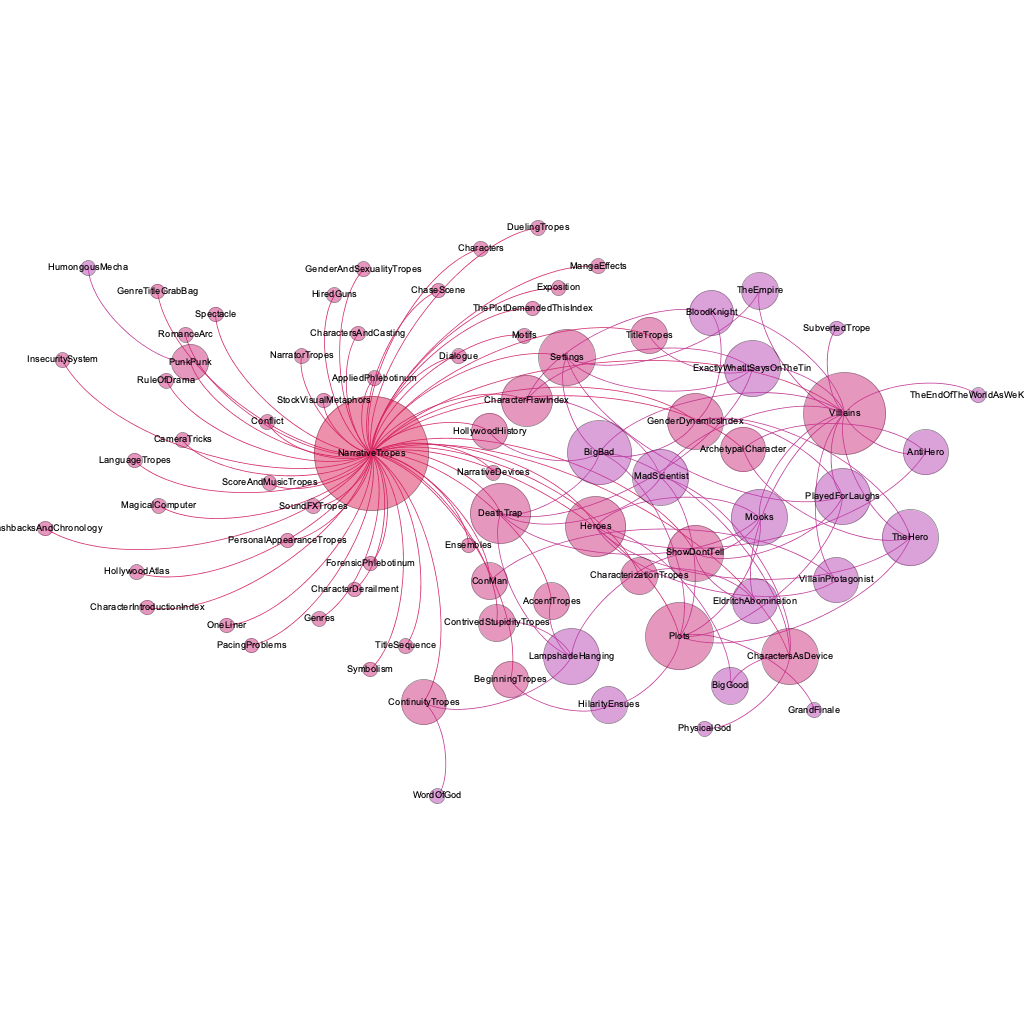 DuelingTropes
Characters
HumongousMecha
GenderAndSexualityTropes
MangaEffects
GenreTitleGrabBag
HiredGuns
ChaseScene
Exposition
TheEmpire
Spectacle
ThePlotDemandedThisIndex
BloodKnight
RomanceArc
CharactersAndCasting
Motifs
TitleTropes
SubvertedTrope
InsecuritySystem
PunkPunk
NarratorTropes
Dialogue
Settings
ExactlyWhatItSaysOnTheTin
RuleOfDrama
AppliedPhlebotinum
StockVisualMetaphors
CharacterFlawIndex
TheEndOfTheWorldAsWeK
Conflict
HollywoodHistory
GenderDynamicsIndex
Villains
CameraTricks
NarrativeTropes
BigBad
ArchetypalCharacter
AntiHero
LanguageTropes
NarrativeDevices
MadScientist
ScoreAndMusicTropes
MagicalComputer
SoundFXTropes
DeathTrap
PlayedForLaughs
ashbacksAndChronology
Heroes
Mooks
PersonalAppearanceTropes
Ensembles
ShowDontTell
TheHero
HollywoodAtlas
ForensicPhlebotinum
ConMan
CharacterizationTropes
VillainProtagonist
CharacterDerailment
CharacterIntroductionIndex
AccentTropes
EldritchAbomination
OneLiner
Genres
ContrivedStupidityTropes
PacingProblems
TitleSequence
Plots
Symbolism
LampshadeHanging
CharactersAsDevice
BeginningTropes
BigGood
ContinuityTropes
HilarityEnsues
GrandFinale
PhysicalGod
WordOfGod